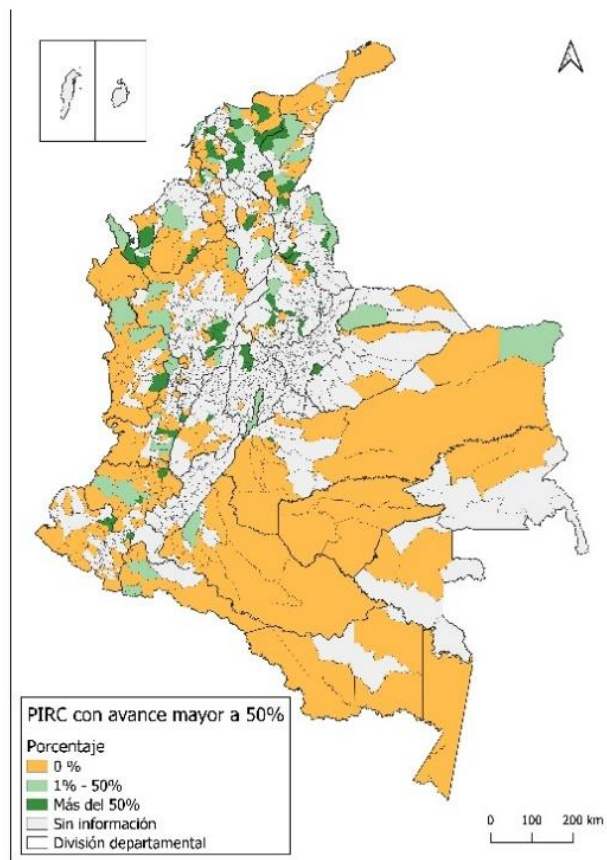 PIRC con avance mayor a 50%
Porcentaje
0 %
1% - 50%
Más del 50%
Sin información
División departamental
0 100 200 km